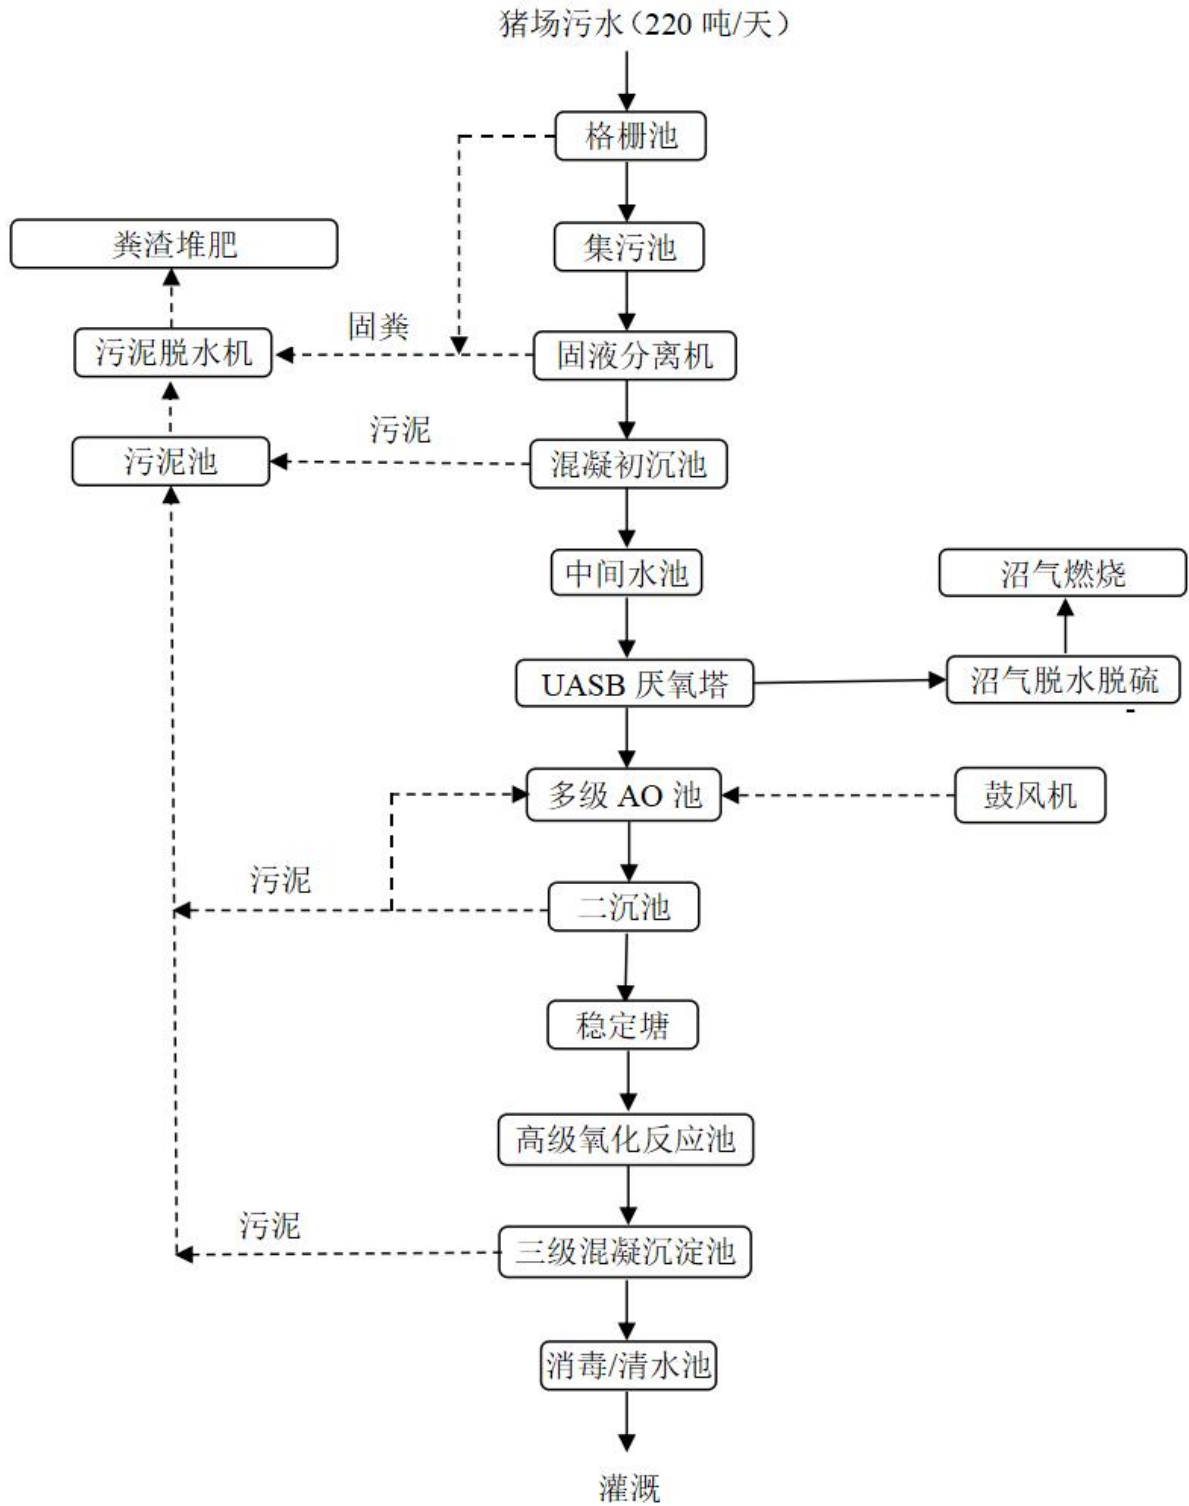 猪场污水（220 吨/天）
格栅池
粪渣堆肥
集污池
固粪
污泥脱水机
固液分离机
污泥
污泥池
混凝初沉池
中间水池
沼气燃烧
UASB 厌氧塔
沼气脱水脱硫
多级 AO 池
鼓风机
污泥
二沉池
稳定塘
高级氧化反应池
污泥
三级混凝沉淀池
消毒/清水池
灌溉